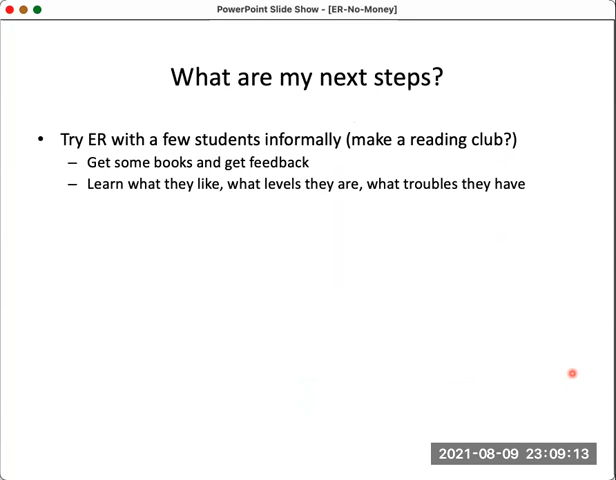 PowerPoint Slide Show - [ER-No-Money]
What are my next steps?
• Try ER with a few students informally (make a reading club?)
– Get some books and get feedback
– Learn what they like, what levels they are, what troubles they have
2021-08-09 23:09:13